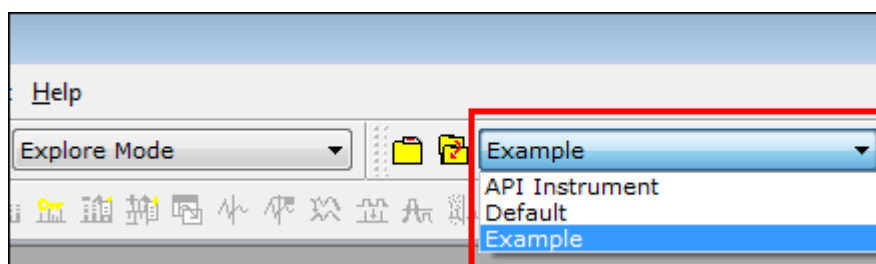 Help
Explore Mode
Example
API Instrument
Default
Example